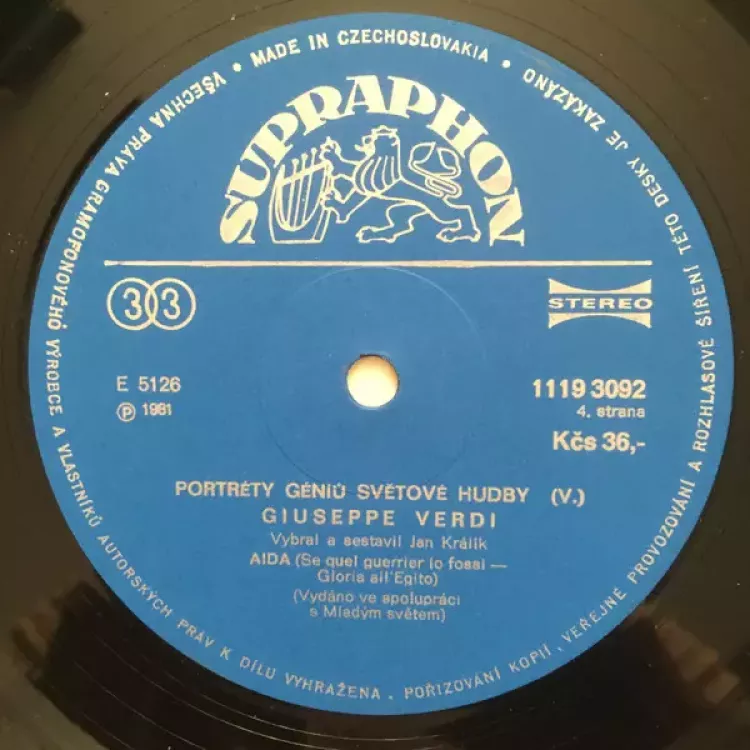 • MADE IN CZECHOSLOVAKIA •
VŠECHNA PRÁVA GRAMOFONOVÉHO VÝROBCE A VLASTNÍKŮ AUTORSKÝCH PRÁV K DÍLU VYHRAŽENA. POŘIZOVÁNÍ KOPIÍ, VEŘEJNÉ PROVOZOVÁNÍ A ROZHLASOVÉ ŠÍŘENÍ TÉTO DESKY JE ZAKÁZÁNO
SUPRAPHON
33
STEREO
E 5126
Ⓟ 1981
1119 3092
4. strana
Kčs 36,-
PORTRÉTY GÉNIŮ SVĚTOVÉ HUDBY (V.)
GIUSEPPE VERDI
Vybral a sestavil Jan Králík
AIDA (Se quel guerrier io fossi —
Gloria all'Egito)
(Vydáno ve spolupráci
s Mladým světem)